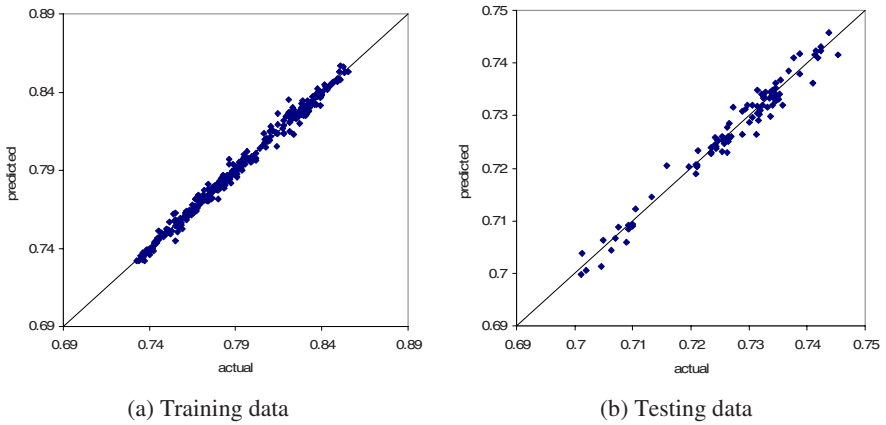 0.89
0.84
0.79
0.74
0.69
predicted
0.69 0.74 0.79 0.84 0.89
actual
(a) Training data
0.75
0.74
0.73
0.72
0.71
0.7
0.69
predicted
0.69 0.7 0.71 0.72 0.73 0.74 0.75
actual
(b) Testing data